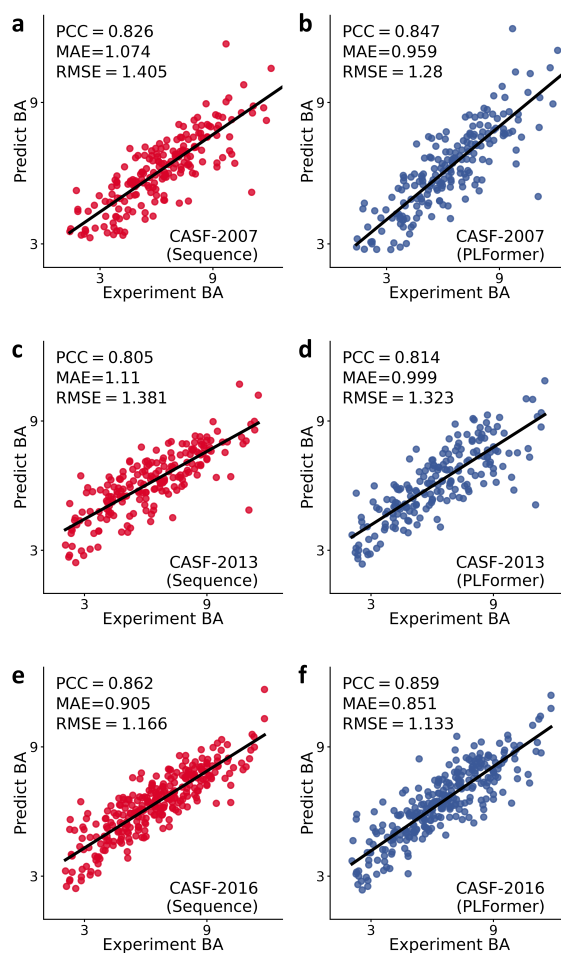 a
PCC = 0.826
MAE=1.074
RMSE = 1.405
9
3
Predict BA
CASF-2007
(Sequence)
3 9
Experiment BA
b
PCC = 0.847
MAE=0.959
RMSE = 1.28
9
3
Predict BA
CASF-2007
(PLFormer)
3 9
Experiment BA
c
PCC = 0.805
MAE=1.11
RMSE = 1.381
9
3
Predict BA
CASF-2013
(Sequence)
3 9
Experiment BA
d
PCC = 0.814
MAE=0.999
RMSE = 1.323
9
3
Predict BA
CASF-2013
(PLFormer)
3 9
Experiment BA
e
PCC = 0.862
MAE=0.905
RMSE = 1.166
9
3
Predict BA
CASF-2016
(Sequence)
3 9
Experiment BA
f
PCC = 0.859
MAE=0.851
RMSE = 1.133
9
3
Predict BA
CASF-2016
(PLFormer)
3 9
Experiment BA